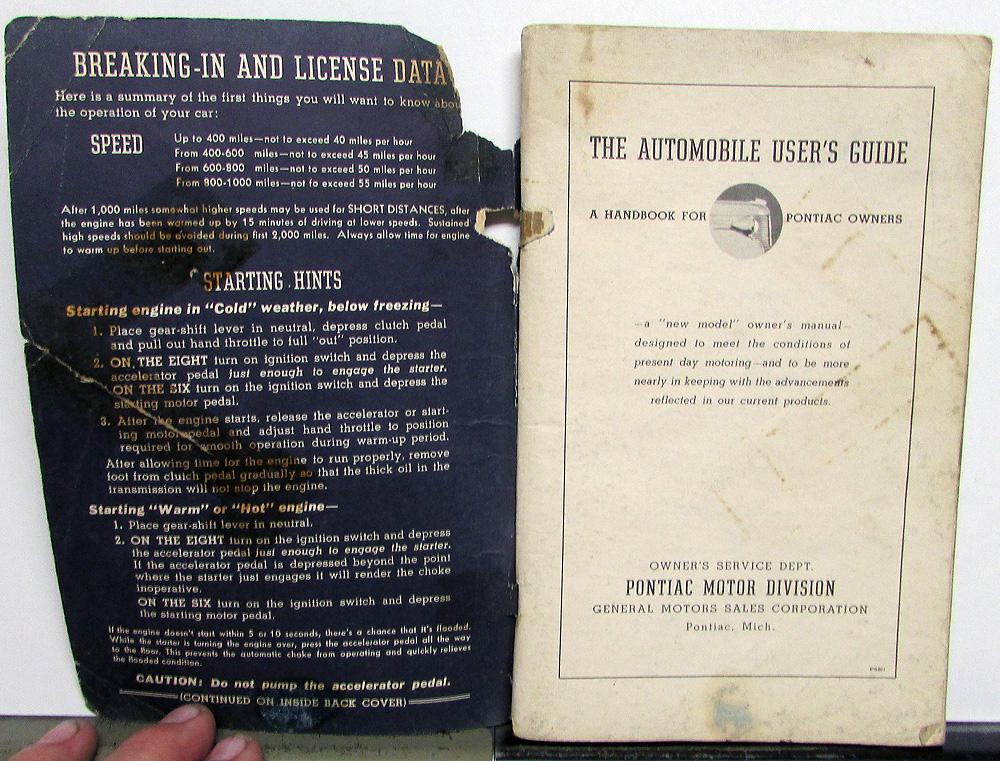 BREAKING-IN AND LICENSE DATA
Here is a summary of the first things you will want to know about
the operation of your car:
SPEED
Up to 400 miles—not to exceed 40 miles per hour
From 400-600 miles—not to exceed 45 miles per hour
From 600-800 miles—not to exceed 50 miles per hour
From 800-1000 miles—not to exceed 55 miles per hour
After 1,000 miles somewhat higher speeds may be used for SHORT DISTANCES, after
the engine has been warmed up by 15 minutes of driving at lower speeds. Sustained
high speeds should be avoided during first 2,000 miles. Always allow time for engine
to warm up before starting out.
STARTING HINTS
Starting engine in "Cold" weather, below freezing—
1. Place gear-shift lever in neutral, depress clutch pedal
and pull out hand throttle to full "out" position.
2. ON THE EIGHT turn on ignition switch and depress the
accelerator pedal just enough to engage the starter.
ON THE SIX turn on the ignition switch and depress the
starting motor pedal.
3. After the engine starts, release the accelerator or start-
ing motor pedal and adjust hand throttle to position
required for smooth operation during warm-up period.
After allowing time for the engine to run properly, remove
foot from clutch pedal gradually so that the thick oil in the
transmission will not stop the engine.
Starting "Warm" or "Hot" engine—
1. Place gear-shift lever in neutral.
2. ON THE EIGHT turn on the ignition switch and depress
the accelerator pedal just enough to engage the starter.
If the accelerator pedal is depressed beyond the point
where the starter just engages it will render the choke
inoperative.
ON THE SIX turn on the ignition switch and depress
the starting motor pedal.
If the engine doesn't start within 5 or 10 seconds, there's a chance that it's flooded.
While the starter is turning the engine over, press the accelerator pedal all the way
to the floor. This prevents the automatic choke from operating and quickly relieves
the flooded condition.
CAUTION: Do not pump the accelerator pedal.
(CONTINUED ON INSIDE BACK COVER)
THE AUTOMOBILE USER'S GUIDE
A HANDBOOK FOR PONTIAC OWNERS
—a "new model" owner's manual—
designed to meet the conditions of
present day motoring—and to be more
nearly in keeping with the advancements
reflected in our current products.
OWNER'S SERVICE DEPT.
PONTIAC MOTOR DIVISION
GENERAL MOTORS SALES CORPORATION
Pontiac, Mich.